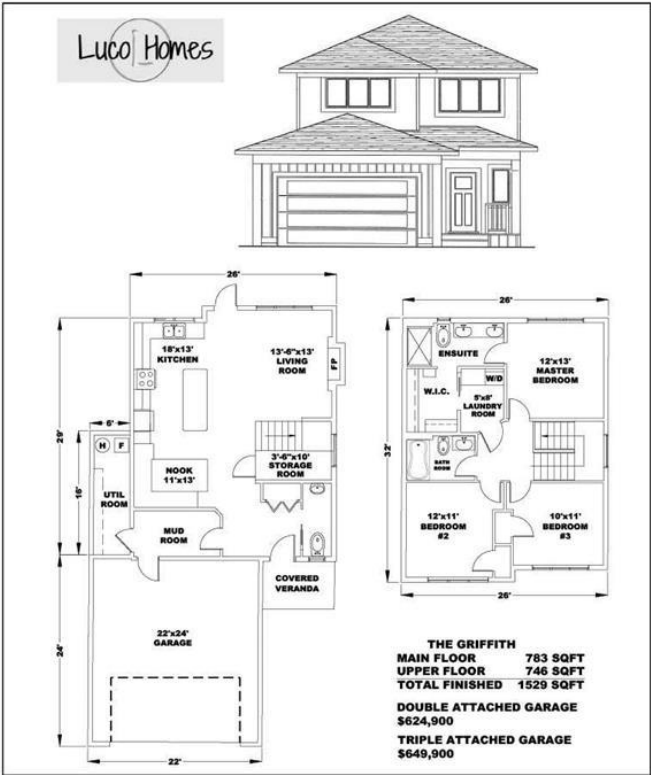 Luco Homes
26'
18'x13'
KITCHEN
13'-6"x13'
LIVING
ROOM
FP
6'
H
F
29'
16'
3'-6"x10'
STORAGE
ROOM
NOOK
11'x13'
UTIL
ROOM
MUD
ROOM
COVERED
VERANDA
22'x24'
GARAGE
24'
22'
26'
ENSUITE
12'x13'
MASTER
BEDROOM
W.I.C.
W/D
5'x8'
LAUNDRY
ROOM
32'
BATH
ROOM
12'x11'
BEDROOM
#2
10'x11'
BEDROOM
#3
26'
THE GRIFFITH
MAIN FLOOR 783 SQFT
UPPER FLOOR 746 SQFT
TOTAL FINISHED 1529 SQFT
DOUBLE ATTACHED GARAGE
$624,900
TRIPLE ATTACHED GARAGE
$649,900